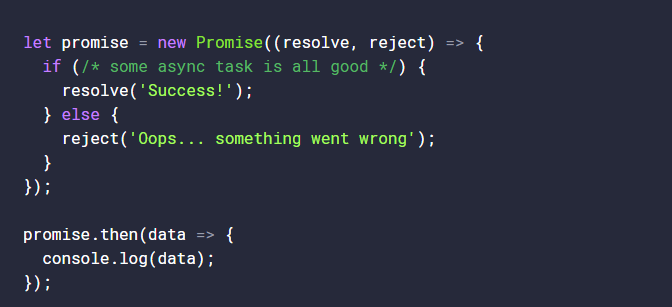 let promise = new Promise((resolve, reject) => {
  if (/* some async task is all good */) {
    resolve('Success!');
  } else {
    reject('Oops... something went wrong');
  }
});

promise.then(data => {
  console.log(data);
});